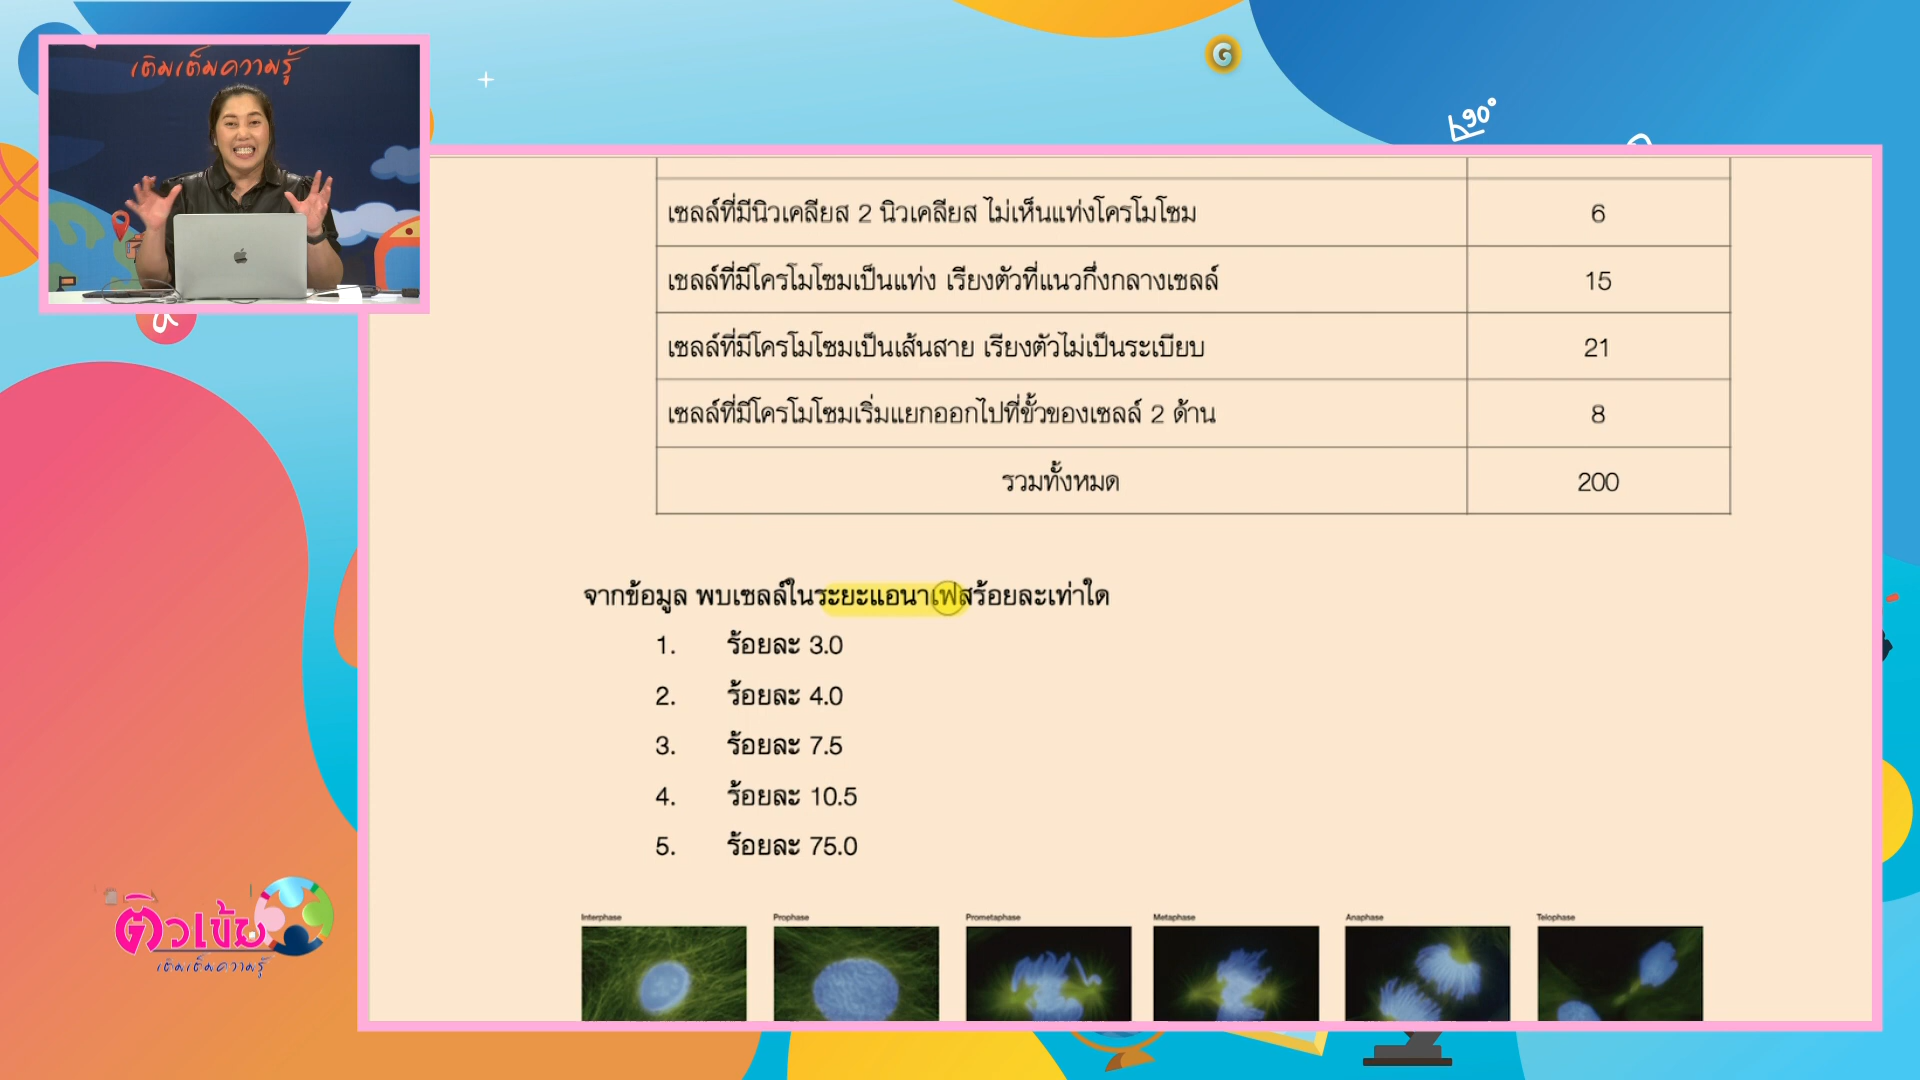 เติมเต็มความรู้
90°
เซลล์ที่มีนิวเคลียส 2 นิวเคลียส ไม่เห็นแท่งโครโมโซม 6
เซลล์ที่มีโครโมโซมเป็นแท่ง เรียงตัวที่แนวกึ่งกลางเซลล์ 15
เซลล์ที่มีโครโมโซมเป็นเส้นสาย เรียงตัวไม่เป็นระเบียบ 21
เซลล์ที่มีโครโมโซมเริ่มแยกออกไปที่ขั้วของเซลล์ 2 ด้าน 8
รวมทั้งหมด 200
จากข้อมูล พบเซลล์ในระยะแอนาเฟสร้อยละเท่าใด
1. ร้อยละ 3.0
2. ร้อยละ 4.0
3. ร้อยละ 7.5
4. ร้อยละ 10.5
5. ร้อยละ 75.0
Interphase Prophase Prometaphase Metaphase Anaphase Telophase
ติวเข้ม
เติมเต็มความรู้